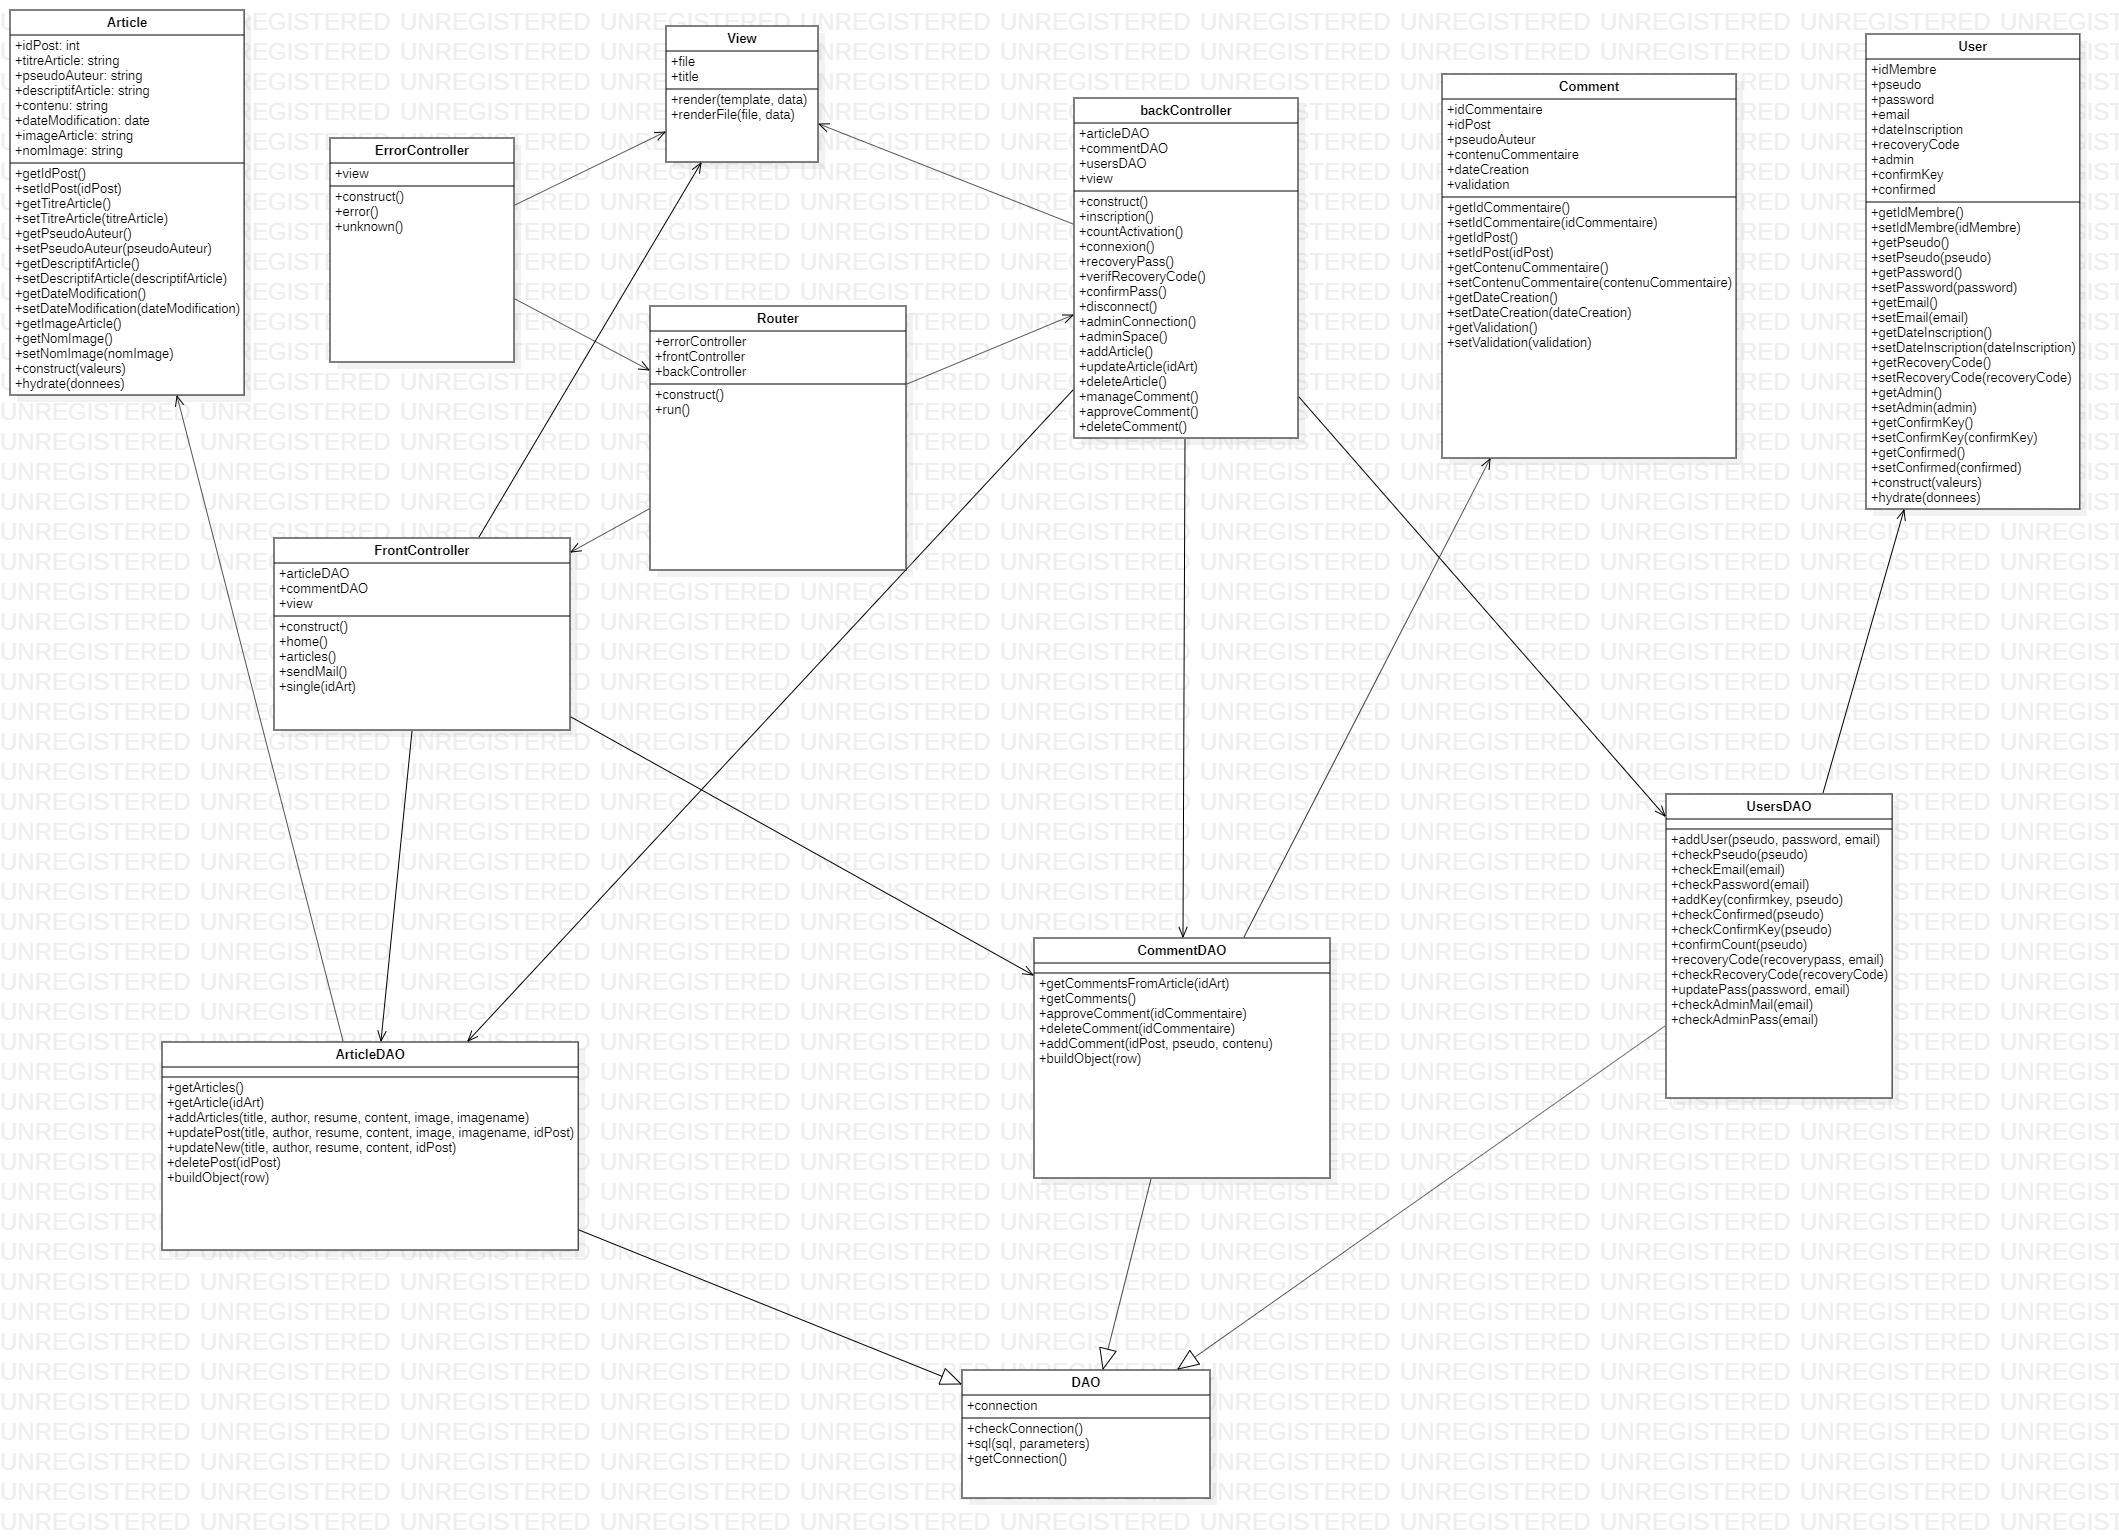 Article
+idPost: int
+titreArticle: string
+pseudoAuteur: string
+descriptifArticle: string
+contenu: string
+dateModification: date
+imageArticle: string
+nomImage: string
+getIdPost()
+setIdPost(idPost)
+getTitreArticle()
+setTitreArticle(titreArticle)
+getPseudoAuteur()
+setPseudoAuteur(pseudoAuteur)
+getDescriptifArticle()
+setDescriptifArticle(descriptifArticle)
+getDateModification()
+setDateModification(dateModification)
+getImageArticle()
+getNomImage()
+setNomImage(nomImage)
+construct(valeurs)
+hydrate(donnees)
ErrorController
+view
+construct()
+error()
+unknown()
View
+file
+title
+render(template, data)
+renderFile(file, data)
Router
+errorController
+frontController
+backController
+construct()
+run()
backController
+articleDAO
+commentDAO
+usersDAO
+view
+construct()
+inscription()
+countActivation()
+connexion()
+recoveryPass()
+verifRecoveryCode()
+confirmPass()
+disconnect()
+adminConnection()
+adminSpace()
+addArticle()
+updateArticle(idArt)
+deleteArticle()
+manageComment()
+approveComment()
+deleteComment()
Comment
+idCommentaire
+idPost
+pseudoAuteur
+contenuCommentaire
+dateCreation
+validation
+getIdCommentaire()
+setIdCommentaire(idCommentaire)
+getIdPost()
+setIdPost(idPost)
+getContenuCommentaire()
+setContenuCommentaire(contenuCommentaire)
+getDateCreation()
+setDateCreation(dateCreation)
+getValidation()
+setValidation(validation)
User
+idMembre
+pseudo
+password
+email
+dateInscription
+recoveryCode
+admin
+confirmKey
+confirmed
+getIdMembre()
+setIdMembre(idMembre)
+getPseudo()
+setPseudo(pseudo)
+getPassword()
+setPassword(password)
+getEmail()
+setEmail(email)
+getDateInscription()
+setDateInscription(dateInscription)
+getRecoveryCode()
+setRecoveryCode(recoveryCode)
+getAdmin()
+setAdmin(admin)
+getConfirmKey()
+setConfirmKey(confirmKey)
+getConfirmed()
+setConfirmed(confirmed)
+construct(valeurs)
+hydrate(donnees)
FrontController
+articleDAO
+commentDAO
+view
+construct()
+home()
+articles()
+sendMail()
+single(idArt)
UsersDAO
+addUser(pseudo, password, email)
+checkPseudo(pseudo)
+checkEmail(email)
+checkPassword(email)
+addKey(confirmkey, pseudo)
+checkConfirmed(pseudo)
+checkConfirmKey(pseudo)
+confirmCount(pseudo)
+recoveryCode(recoverypass, email)
+checkRecoveryCode(recoveryCode)
+updatePass(password, email)
+checkAdminMail(email)
+checkAdminPass(email)
CommentDAO
+getCommentsFromArticle(idArt)
+getComments()
+approveComment(idCommentaire)
+deleteComment(idCommentaire)
+addComment(idPost, pseudo, contenu)
+buildObject(row)
ArticleDAO
+getArticles()
+getArticle(idArt)
+addArticles(title, author, resume, content, image, imagename)
+updatePost(title, author, resume, content, image, imagename, idPost)
+updateNew(title, author, resume, content, idPost)
+deletePost(idPost)
+buildObject(row)
DAO
+connection
+checkConnection()
+sql(sql, parameters)
+getConnection()
UNREGISTERED